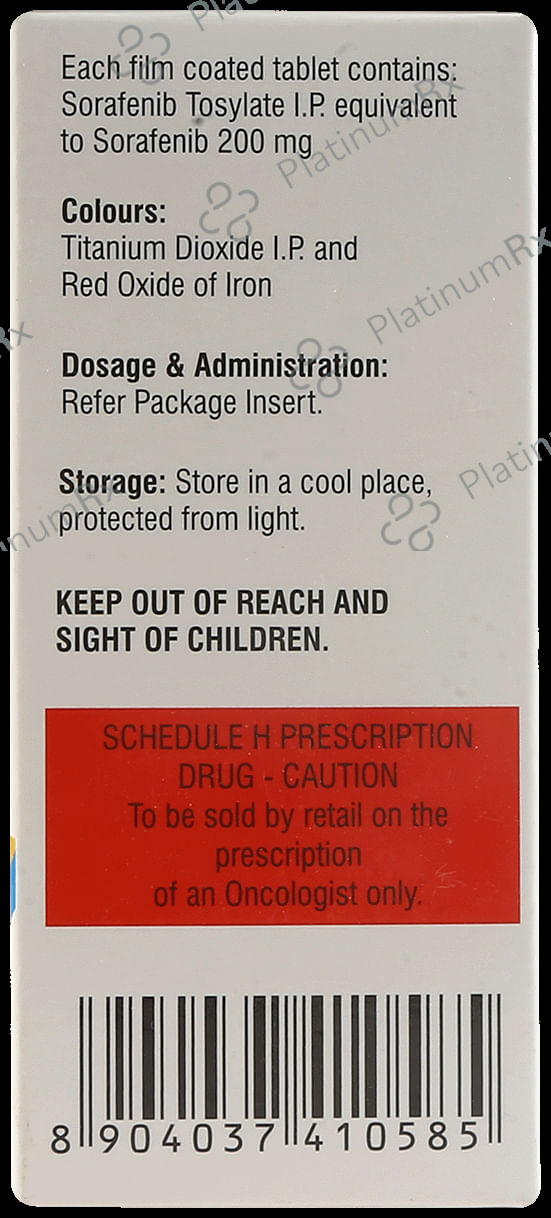 Each film coated tablet contains:
Sorafenib Tosylate I.P. equivalent
to Sorafenib 200 mg
Colours:
Titanium Dioxide I.P. and
Red Oxide of Iron
Dosage & Administration:
Refer Package Insert.
Storage: Store in a cool place,
protected from light.
KEEP OUT OF REACH AND
SIGHT OF CHILDREN.
SCHEDULE H PRESCRIPTION
DRUG - CAUTION
To be sold by retail on the
prescription
of an Oncologist only.
8 904037 410585
PlatinumRx
PlatinumRx